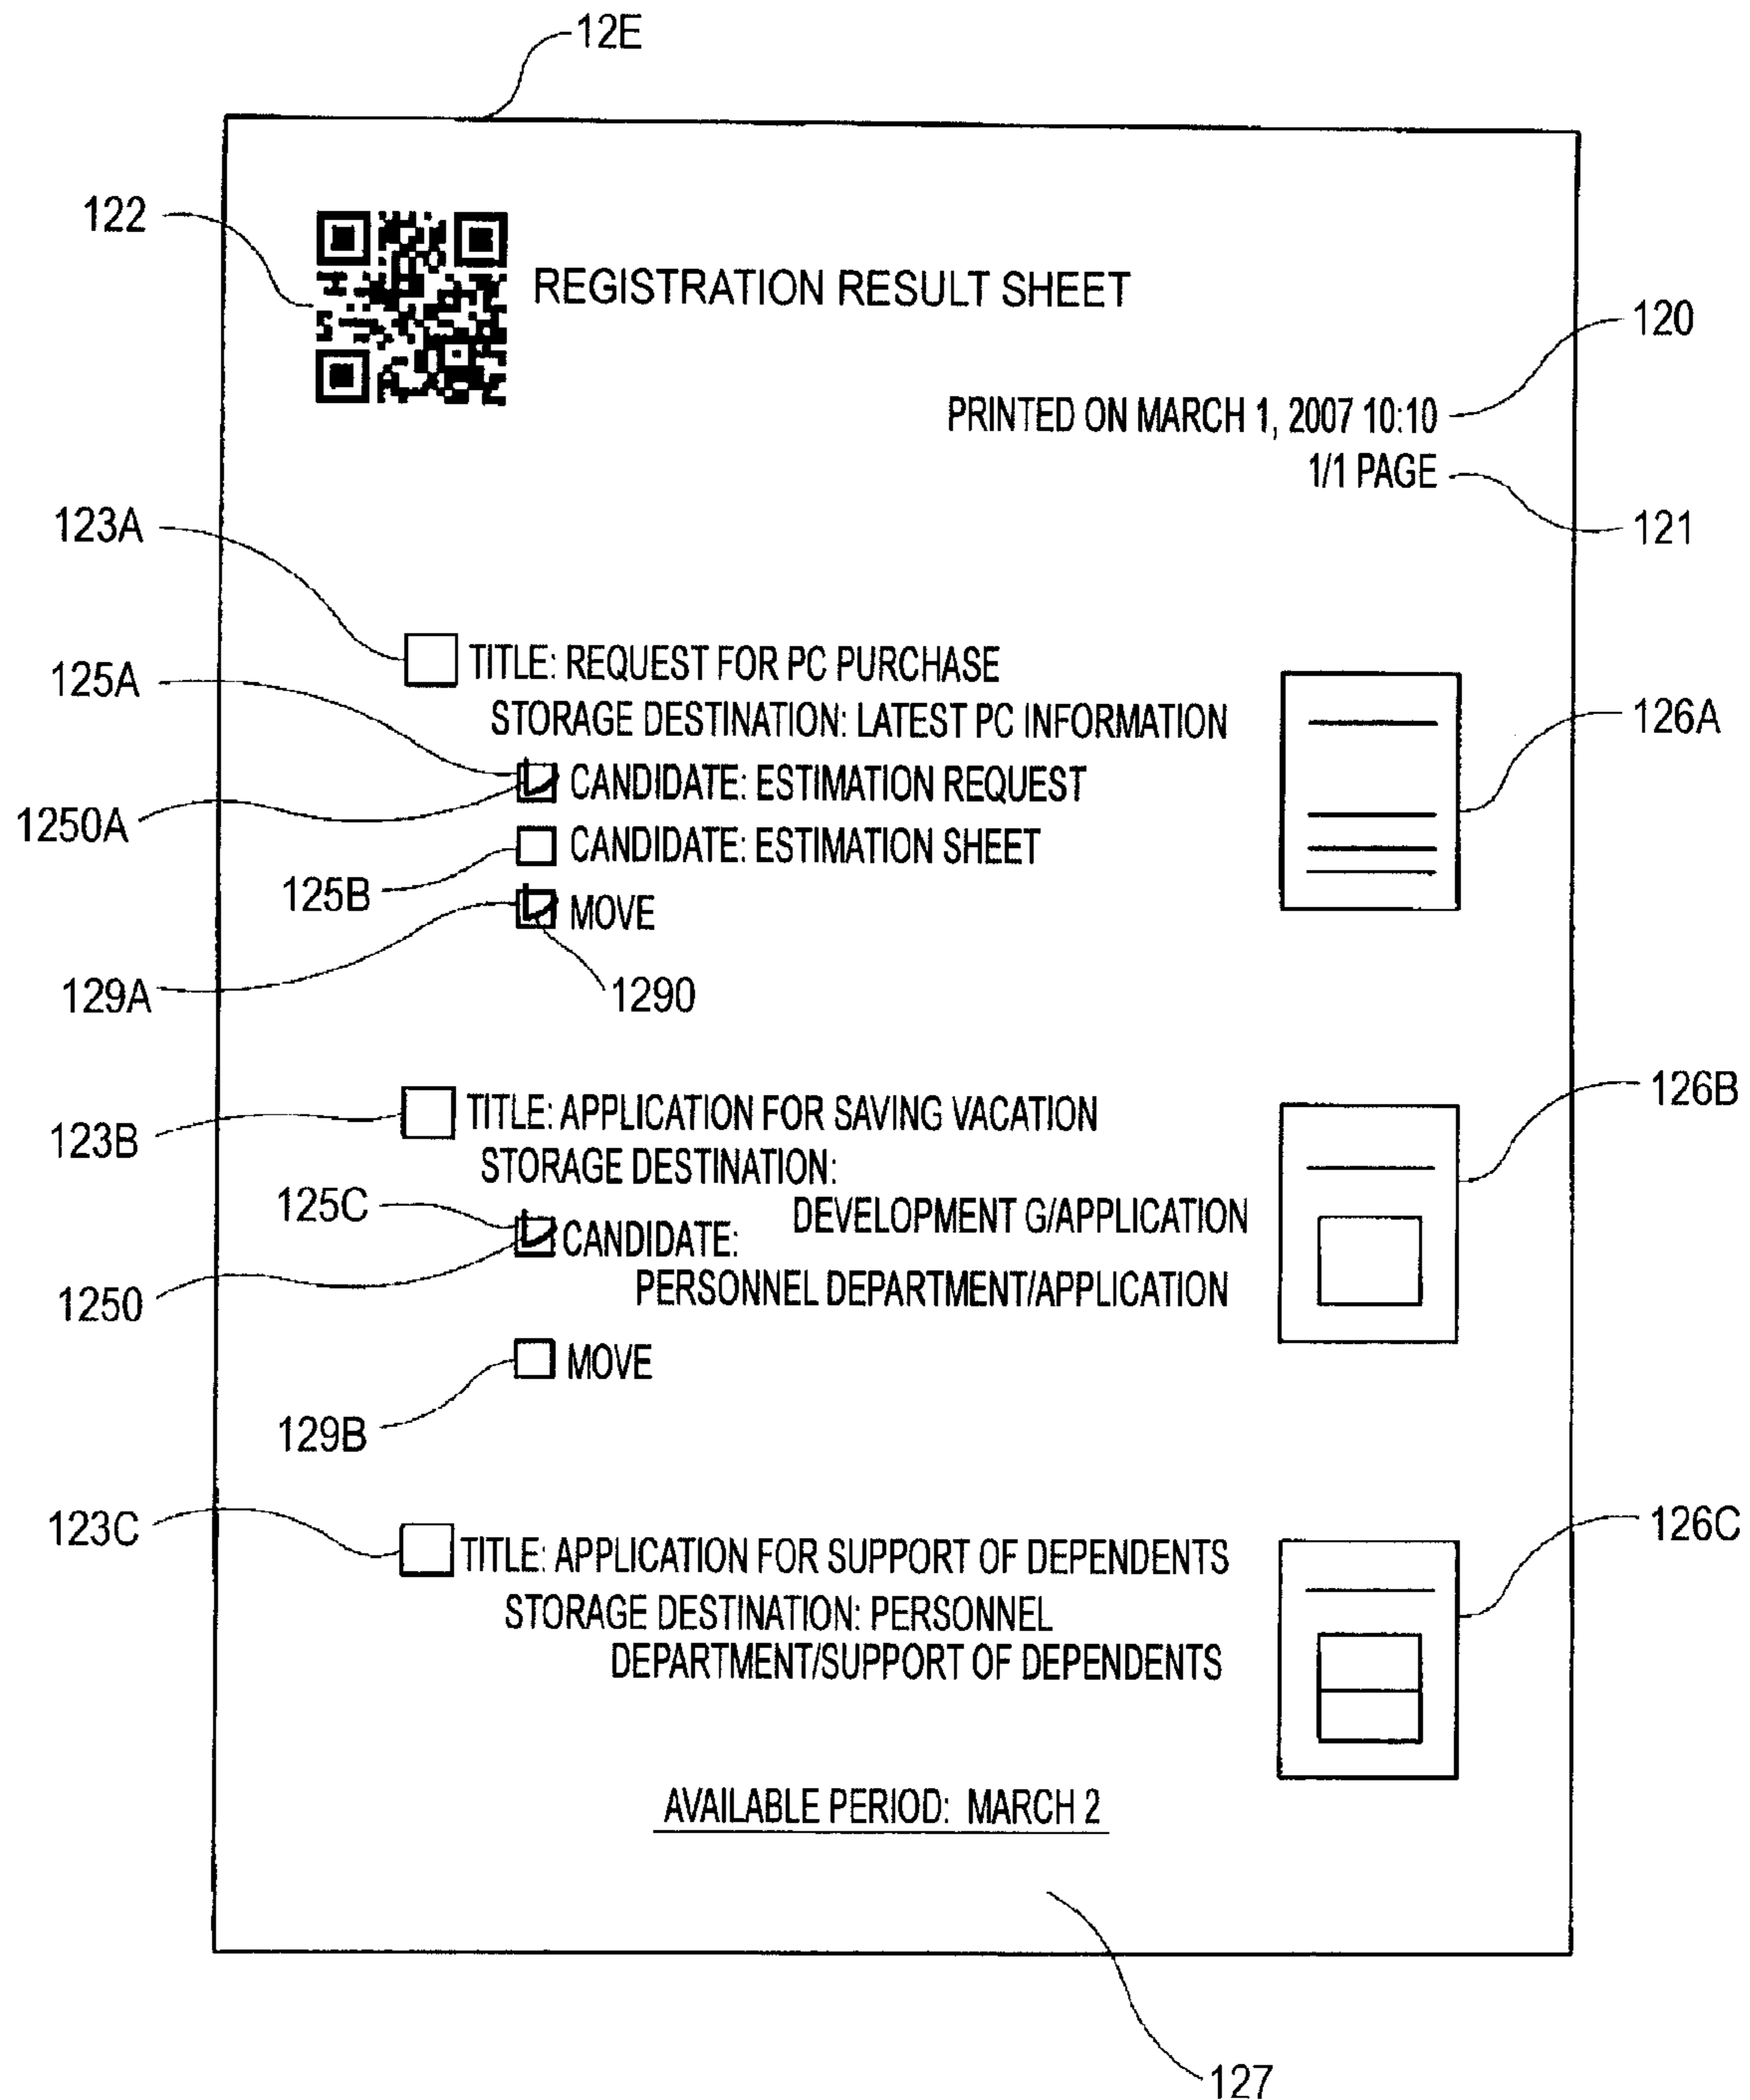 12E
122
REGISTRATION RESULT SHEET
120
PRINTED ON MARCH 1, 2007 10:10
1/1 PAGE
121
123A
TITLE: REQUEST FOR PC PURCHASE
125A
STORAGE DESTINATION: LATEST PC INFORMATION
126A
CANDIDATE: ESTIMATION REQUEST
1250A
CANDIDATE: ESTIMATION SHEET
125B
MOVE
129A
1290
126B
TITLE: APPLICATION FOR SAVING VACATION
123B
STORAGE DESTINATION:
125C
DEVELOPMENT G/APPLICATION
CANDIDATE:
PERSONNEL DEPARTMENT/APPLICATION
1250
MOVE
129B
123C
126C
TITLE: APPLICATION FOR SUPPORT OF DEPENDENTS
STORAGE DESTINATION: PERSONNEL
DEPARTMENT/SUPPORT OF DEPENDENTS
AVAILABLE PERIOD: MARCH 2
127